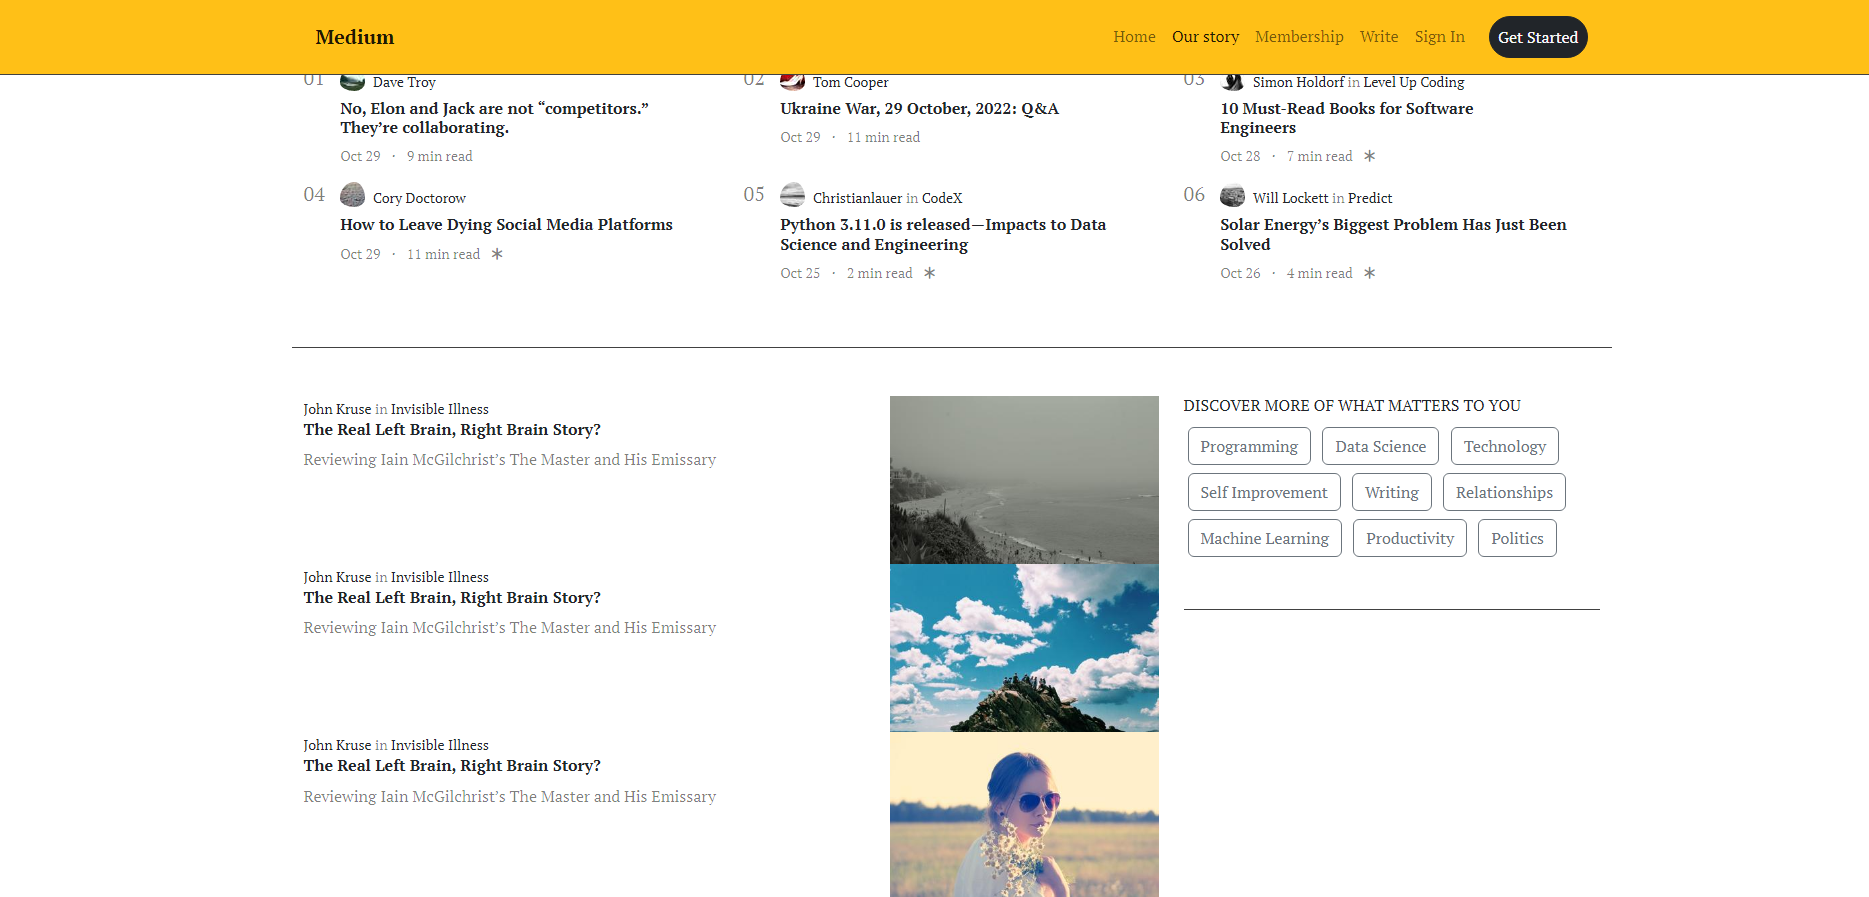 Medium
Home Our story Membership Write Sign In Get Started
01 Dave Troy
No, Elon and Jack are not “competitors.”
They’re collaborating.
Oct 29 · 9 min read
02 Tom Cooper
Ukraine War, 29 October, 2022: Q&A
Oct 29 · 11 min read
03 Simon Holdorf in Level Up Coding
10 Must-Read Books for Software
Engineers
Oct 28 · 7 min read
04 Cory Doctorow
How to Leave Dying Social Media Platforms
Oct 29 · 11 min read
05 Christianlauer in CodeX
Python 3.11.0 is released—Impacts to Data
Science and Engineering
Oct 25 · 2 min read
06 Will Lockett in Predict
Solar Energy’s Biggest Problem Has Just Been
Solved
Oct 26 · 4 min read
John Kruse in Invisible Illness
The Real Left Brain, Right Brain Story?
Reviewing Iain McGilchrist’s The Master and His Emissary
John Kruse in Invisible Illness
The Real Left Brain, Right Brain Story?
Reviewing Iain McGilchrist’s The Master and His Emissary
John Kruse in Invisible Illness
The Real Left Brain, Right Brain Story?
Reviewing Iain McGilchrist’s The Master and His Emissary
DISCOVER MORE OF WHAT MATTERS TO YOU
Programming Data Science Technology
Self Improvement Writing Relationships
Machine Learning Productivity Politics